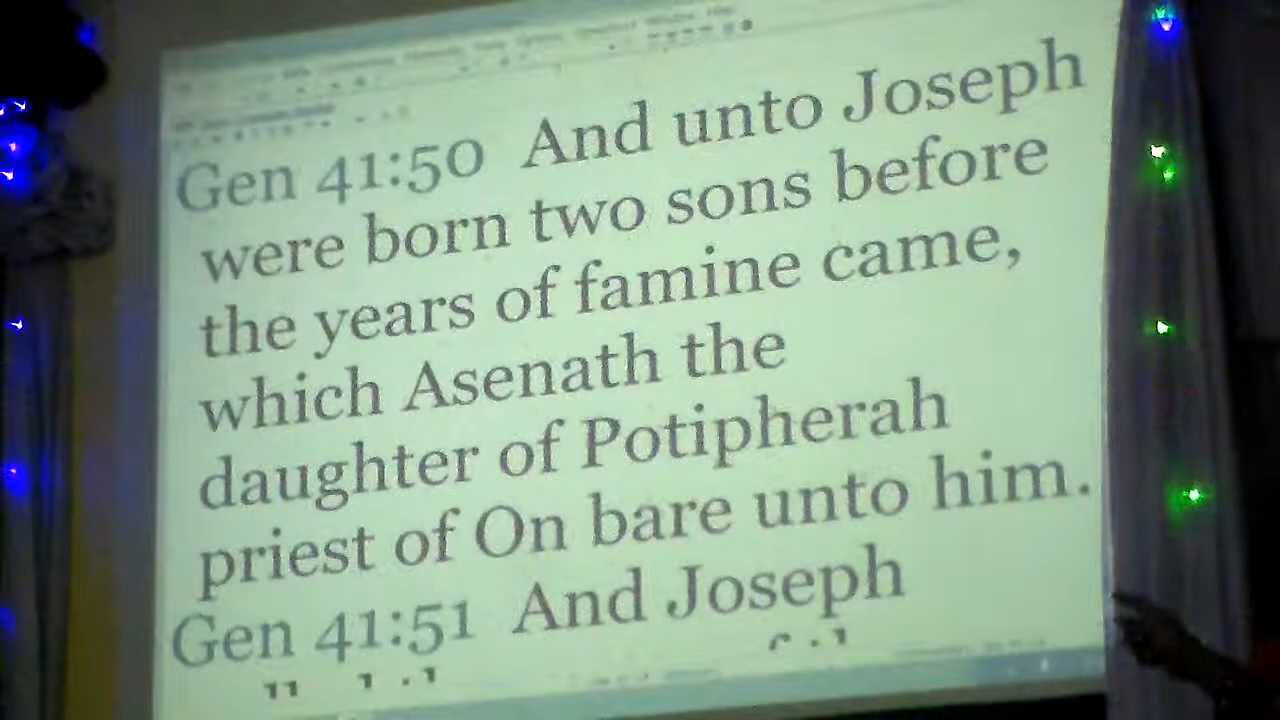 Gen 41:50 And unto Joseph
were born two sons before
the years of famine came,
which Asenath the
daughter of Potipherah
priest of On bare unto him.
Gen 41:51 And Joseph